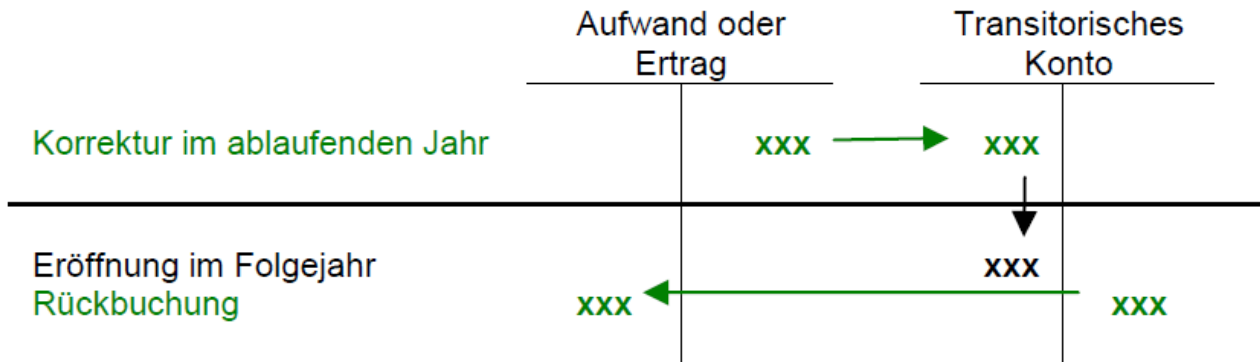 Aufwand oder
Ertrag
Transitorisches
Konto
Korrektur im ablaufenden Jahr
xxx
xxx
Eröffnung im Folgejahr
xxx
Rückbuchung
xxx
xxx